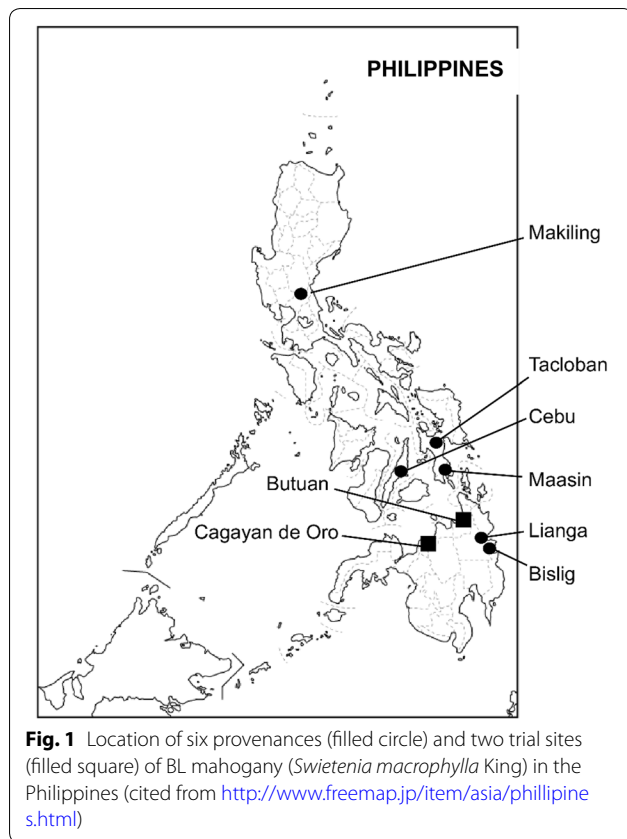 PHILIPPINES
Makiling
Tacloban
Cebu
Butuan
Maasin
Cagayan de Oro
Lianga
Bislig
Fig. 1 Location of six provenances (filled circle) and two trial sites
(filled square) of BL mahogany (Swietenia macrophylla King) in the
Philippines (cited from http://www.freemap.jp/item/asia/phillipine
s.html)